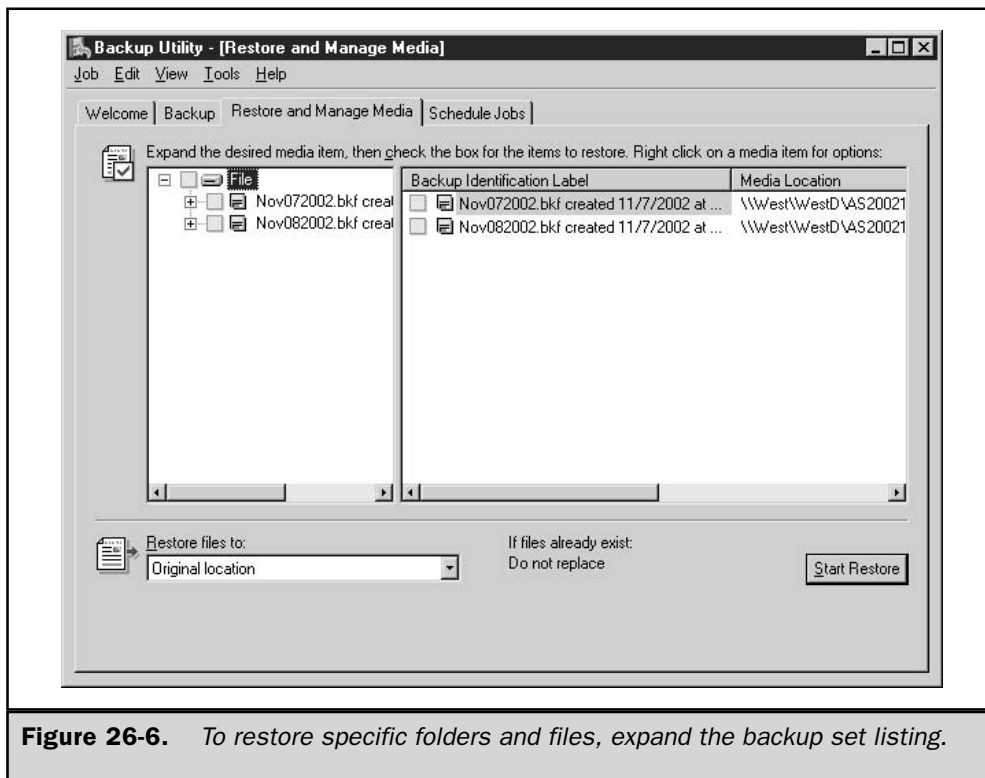 Backup Utility - [Restore and Manage Media]
Job Edit View Tools Help
Welcome Backup Restore and Manage Media Schedule Jobs
Expand the desired media item, then check the box for the items to restore. Right click on a media item for options:
File
Nov072002.bkf creat
Nov082002.bkf creat
Backup Identification Label Media Location
Nov072002.bkf created 11/7/2002 at ... \\West\WestD\AS20021
Nov082002.bkf created 11/7/2002 at ... \\West\WestD\AS20021
Restore files to:
Original location
If files already exist:
Do not replace
Start Restore
Figure 26-6. To restore specific folders and files, expand the backup set listing.